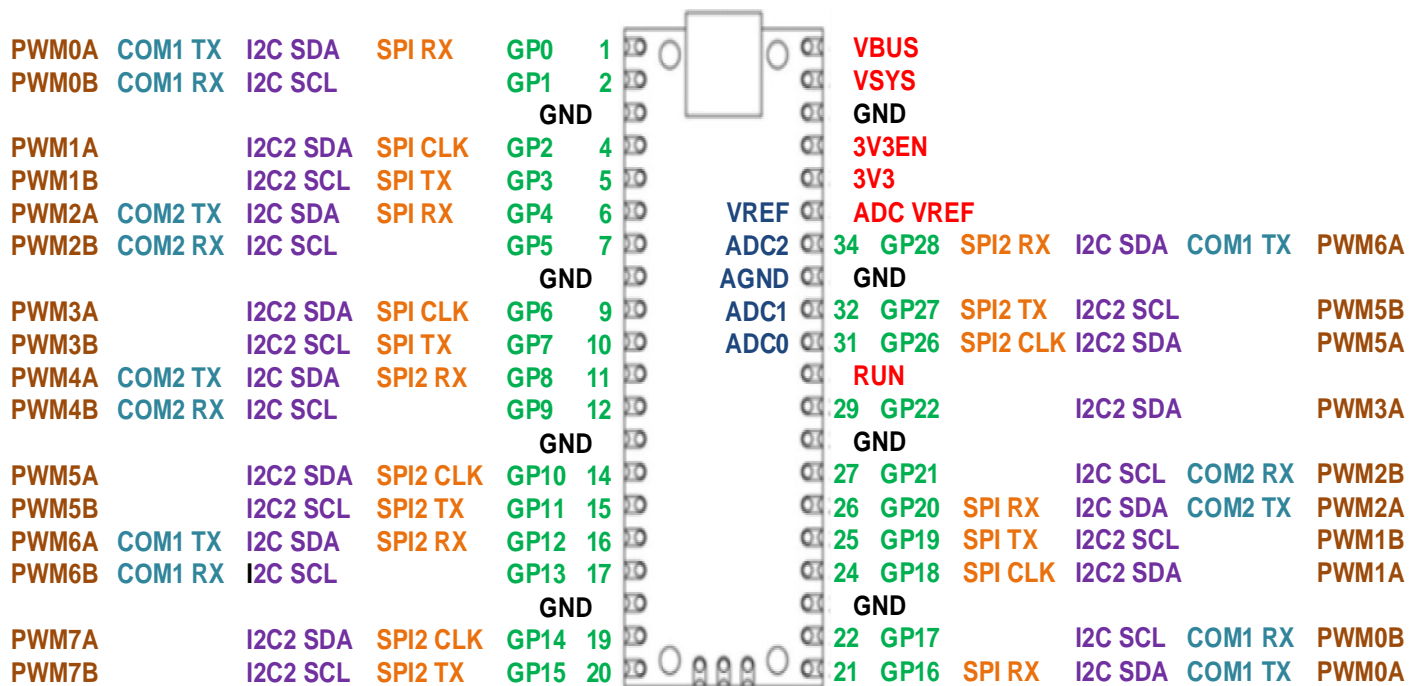 PWM0A COM1 TX I2C SDA SPI RX GP0 1 VBUS
PWM0B COM1 RX I2C SCL GP1 2 VSYS
GND GND
PWM1A I2C2 SDA SPI CLK GP2 4 3V3EN
PWM1B I2C2 SCL SPI TX GP3 5 3V3
PWM2A COM2 TX I2C SDA SPI RX GP4 6 VREF ADC VREF
PWM2B COM2 RX I2C SCL GP5 7 ADC2 34 GP28 SPI2 RX I2C SDA COM1 TX PWM6A
GND AGND GND
PWM3A I2C2 SDA SPI CLK GP6 9 ADC1 32 GP27 SPI2 TX I2C2 SCL PWM5B
PWM3B I2C2 SCL SPI TX GP7 10 ADC0 31 GP26 SPI2 CLK I2C2 SDA PWM5A
PWM4A COM2 TX I2C SDA SPI2 RX GP8 11 RUN
PWM4B COM2 RX I2C SCL GP9 12 29 GP22 I2C2 SDA PWM3A
GND GND
PWM5A I2C2 SDA SPI2 CLK GP10 14 27 GP21 I2C SCL COM2 RX PWM2B
PWM5B I2C2 SCL SPI2 TX GP11 15 26 GP20 SPI RX I2C SDA COM2 TX PWM2A
PWM6A COM1 TX I2C SDA SPI2 RX GP12 16 25 GP19 SPI TX I2C2 SCL PWM1B
PWM6B COM1 RX I2C SCL GP13 17 24 GP18 SPI CLK I2C2 SDA PWM1A
GND GND
PWM7A I2C2 SDA SPI2 CLK GP14 19 22 GP17 I2C SCL COM1 RX PWM0B
PWM7B I2C2 SCL SPI2 TX GP15 20 21 GP16 SPI RX I2C SDA COM1 TX PWM0A